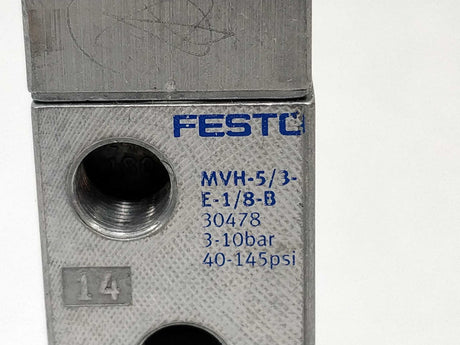 FESTO
MVH-5/3-
E-1/8-B
30478
3-10bar
40-145psi
14